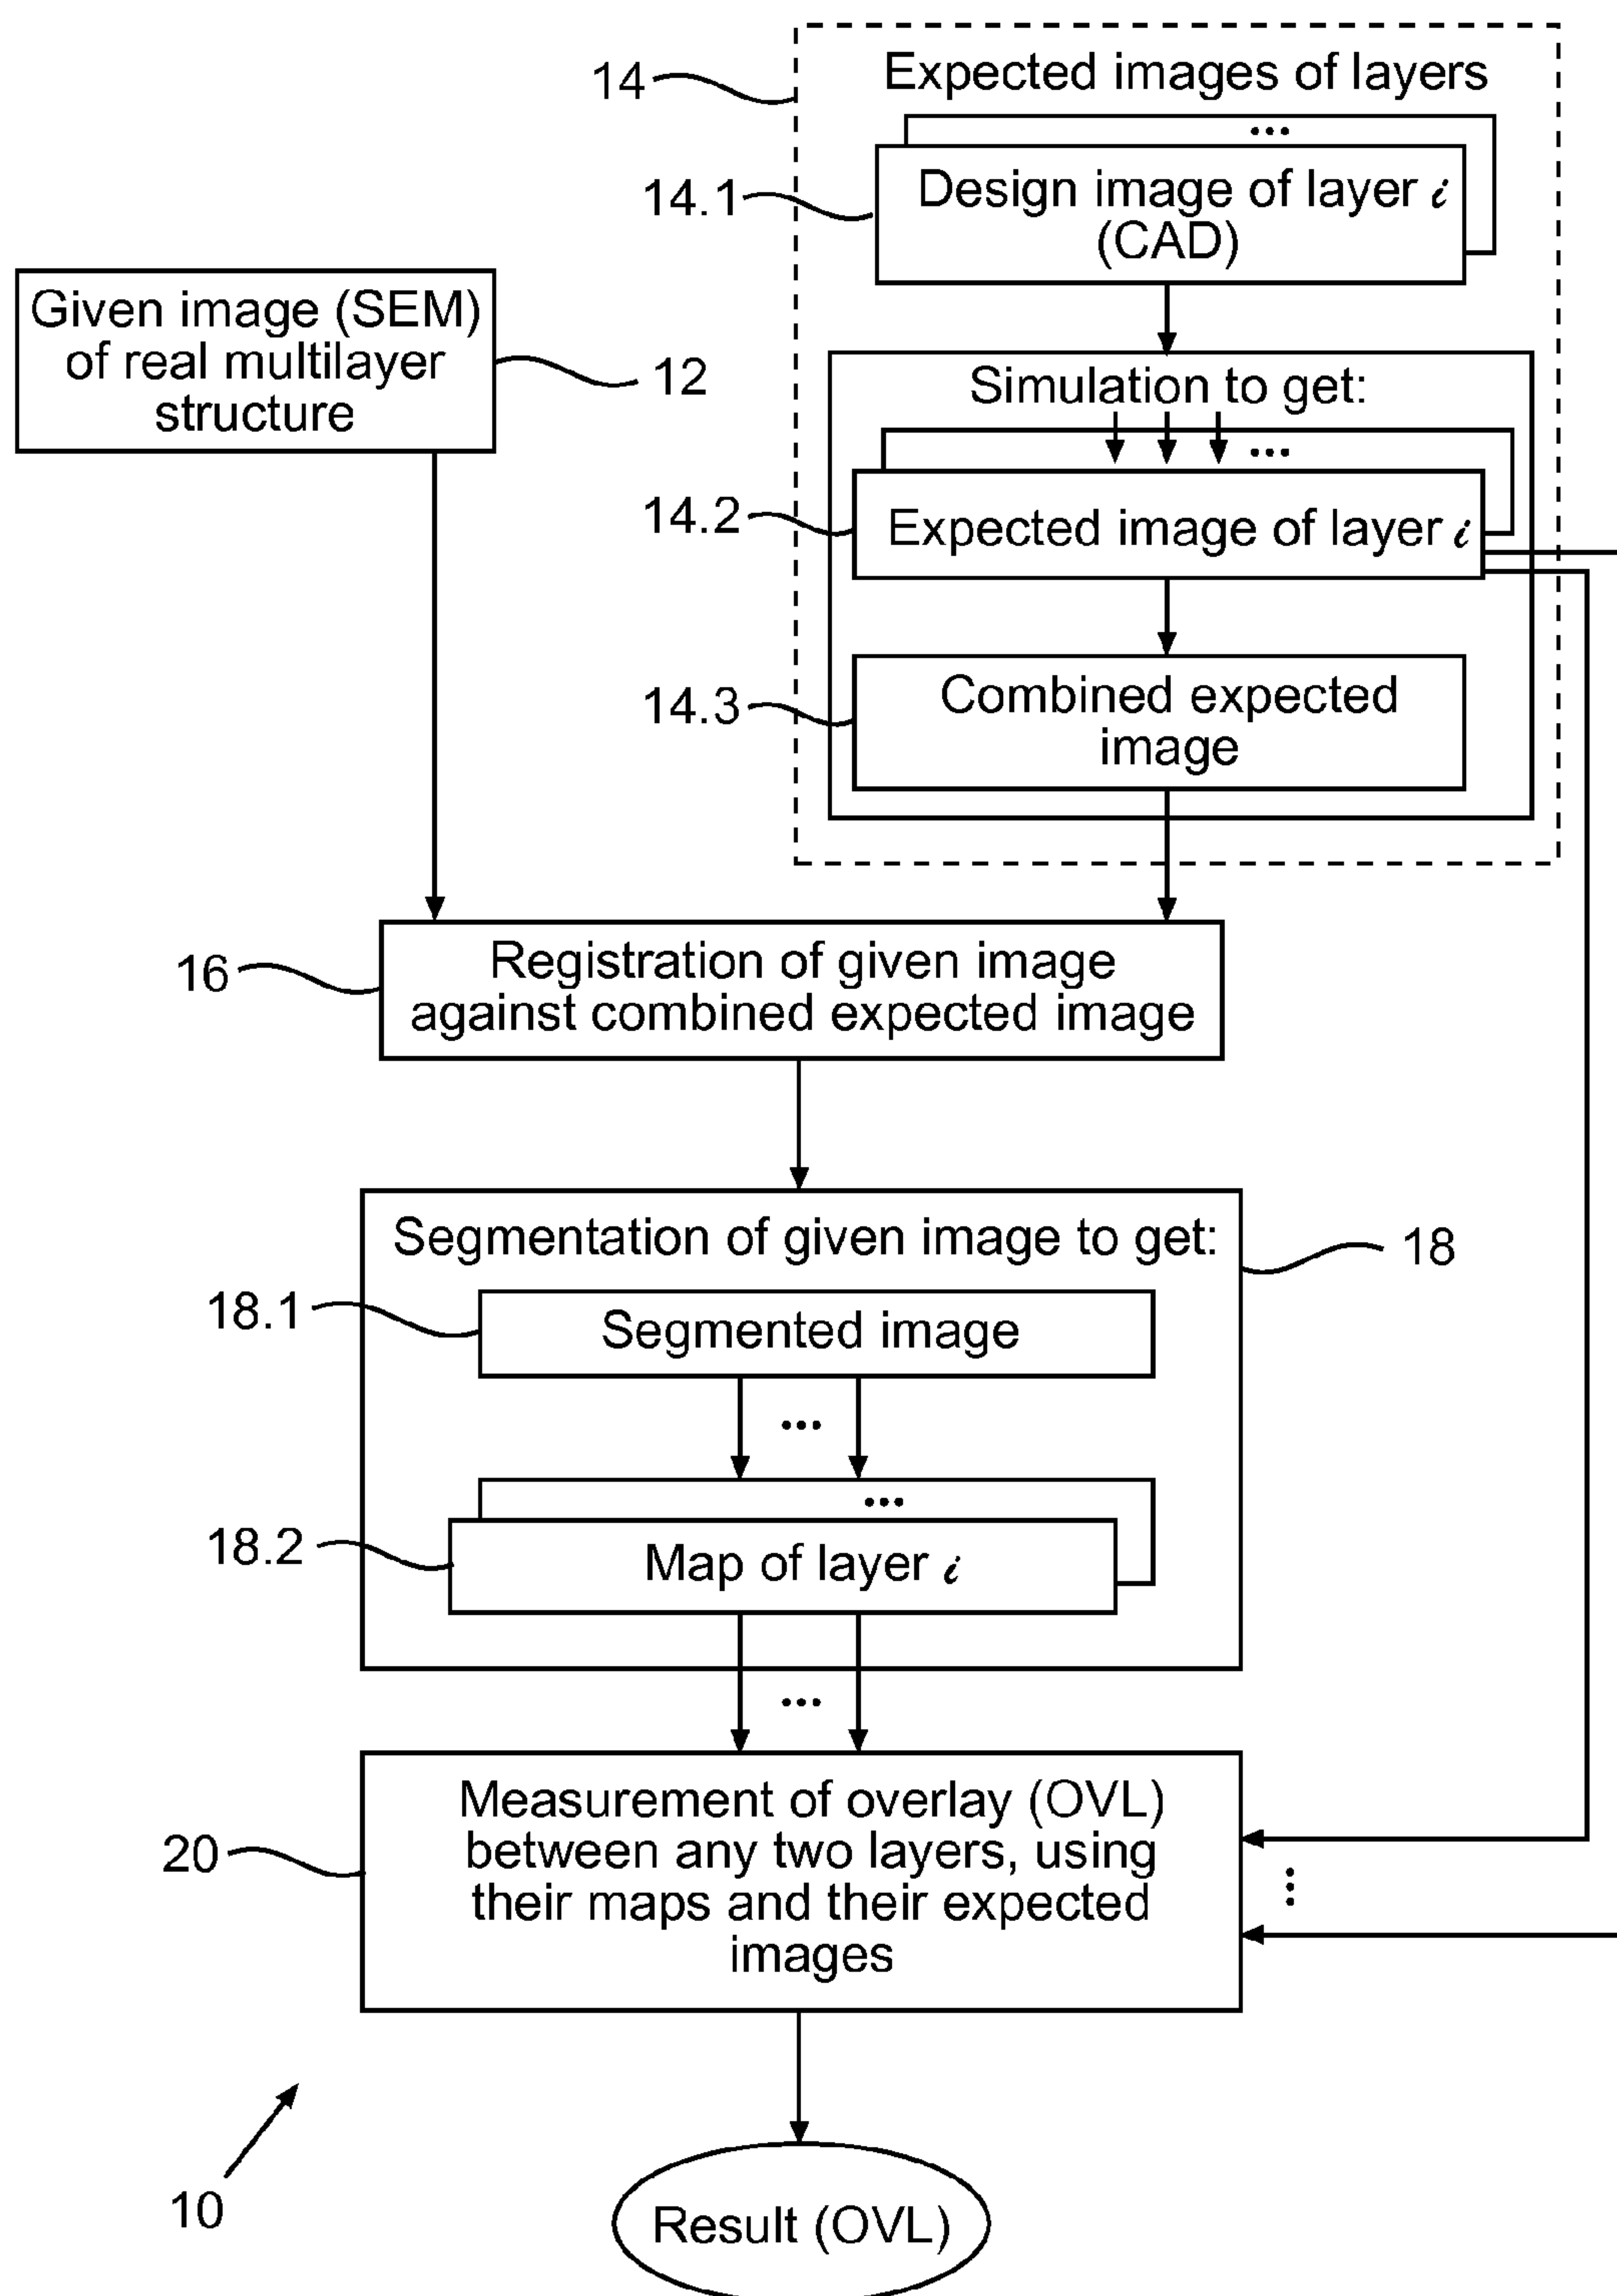 14
Expected images of layers
...
14.1
Design image of layer i
(CAD)
Given image (SEM)
of real multilayer
structure
12
Simulation to get:
...
14.2
Expected image of layer i
14.3
Combined expected
image
16
Registration of given image
against combined expected image
Segmentation of given image to get:
18
18.1
Segmented image
...
...
18.2
Map of layer i
...
20
Measurement of overlay (OVL)
between any two layers, using
their maps and their expected
images
...
10
Result (OVL)